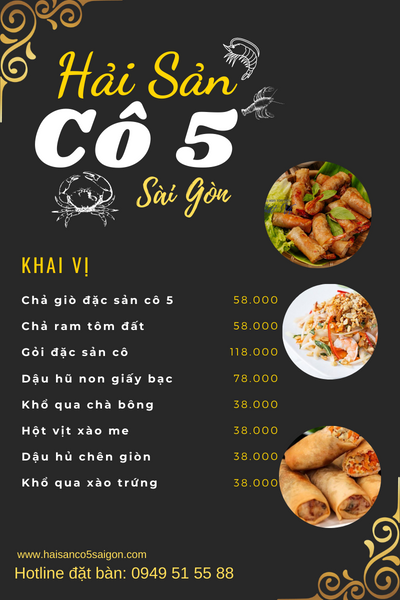 Hải Sản
CÔ 5
Sài Gòn
KHAI VỊ
Chả giò đặc sản cô 5 58.000
Chả ram tôm đất 58.000
Gỏi đặc sản cô 118.000
Dậu hũ non giấy bạc 78.000
Khổ qua chà bông 38.000
Hột vịt xào me 38.000
Dậu hủ chên giòn 38.000
Khổ qua xào trứng 38.000
www.haisanco5saigon.com
Hotline đặt bàn: 0949 51 55 88